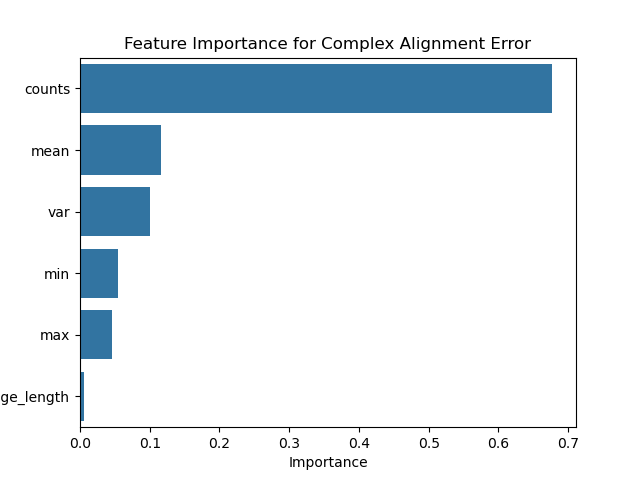 Feature Importance for Complex Alignment Error
counts
mean
var
min
max
ge_length
0.0 0.1 0.2 0.3 0.4 0.5 0.6 0.7
Importance